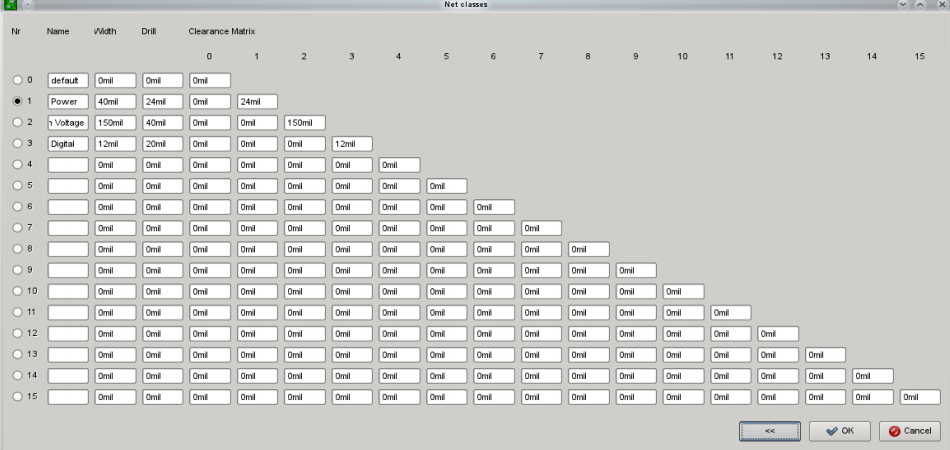 Net classes
Nr Name Width Drill Clearance Matrix
0 1 2 3 4 5 6 7 8 9 10 11 12 13 14 15
0 default 0mil 0mil 0mil
1 Power 40mil 24mil 0mil 24mil
2 Voltage 150mil 40mil 0mil 0mil 150mil
3 Digital 12mil 20mil 0mil 0mil 0mil 12mil
4 0mil 0mil 0mil 0mil 0mil 0mil 0mil
5 0mil 0mil 0mil 0mil 0mil 0mil 0mil 0mil
6 0mil 0mil 0mil 0mil 0mil 0mil 0mil 0mil 0mil
7 0mil 0mil 0mil 0mil 0mil 0mil 0mil 0mil 0mil 0mil
8 0mil 0mil 0mil 0mil 0mil 0mil 0mil 0mil 0mil 0mil 0mil
9 0mil 0mil 0mil 0mil 0mil 0mil 0mil 0mil 0mil 0mil 0mil 0mil
10 0mil 0mil 0mil 0mil 0mil 0mil 0mil 0mil 0mil 0mil 0mil 0mil 0mil
11 0mil 0mil 0mil 0mil 0mil 0mil 0mil 0mil 0mil 0mil 0mil 0mil 0mil 0mil
12 0mil 0mil 0mil 0mil 0mil 0mil 0mil 0mil 0mil 0mil 0mil 0mil 0mil 0mil 0mil
13 0mil 0mil 0mil 0mil 0mil 0mil 0mil 0mil 0mil 0mil 0mil 0mil 0mil 0mil 0mil 0mil
14 0mil 0mil 0mil 0mil 0mil 0mil 0mil 0mil 0mil 0mil 0mil 0mil 0mil 0mil 0mil 0mil 0mil
15 0mil 0mil 0mil 0mil 0mil 0mil 0mil 0mil 0mil 0mil 0mil 0mil 0mil 0mil 0mil 0mil 0mil 0mil
<< OK Cancel